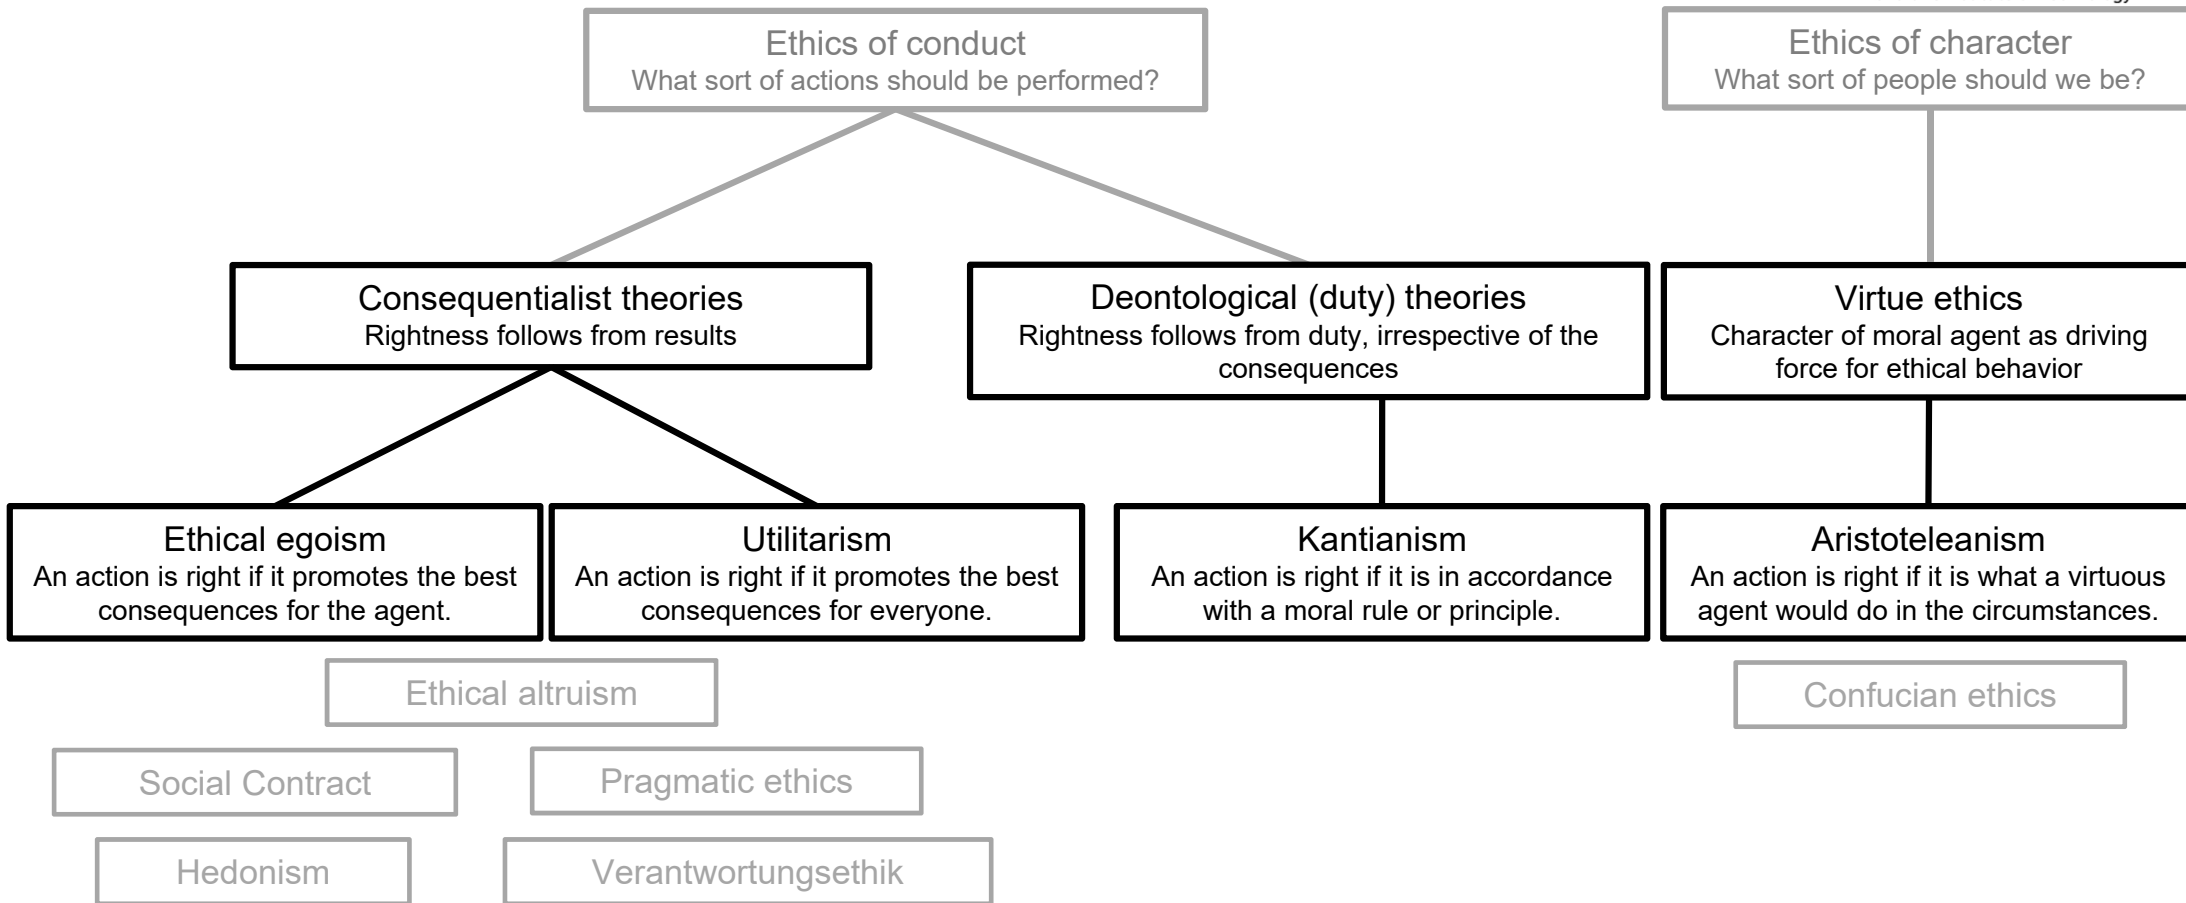 Ethics of conduct
What sort of actions should be performed?
Ethics of character
What sort of people should we be?
Consequentialist theories
Rightness follows from results
Deontological (duty) theories
Rightness follows from duty, irrespective of the
consequences
Virtue ethics
Character of moral agent as driving
force for ethical behavior
Ethical egoism
An action is right if it promotes the best
consequences for the agent.
Utilitarism
An action is right if it promotes the best
consequences for everyone.
Kantianism
An action is right if it is in accordance
with a moral rule or principle.
Aristoteleanism
An action is right if it is what a virtuous
agent would do in the circumstances.
Ethical altruism
Confucian ethics
Social Contract
Pragmatic ethics
Hedonism
Verantwortungsethik